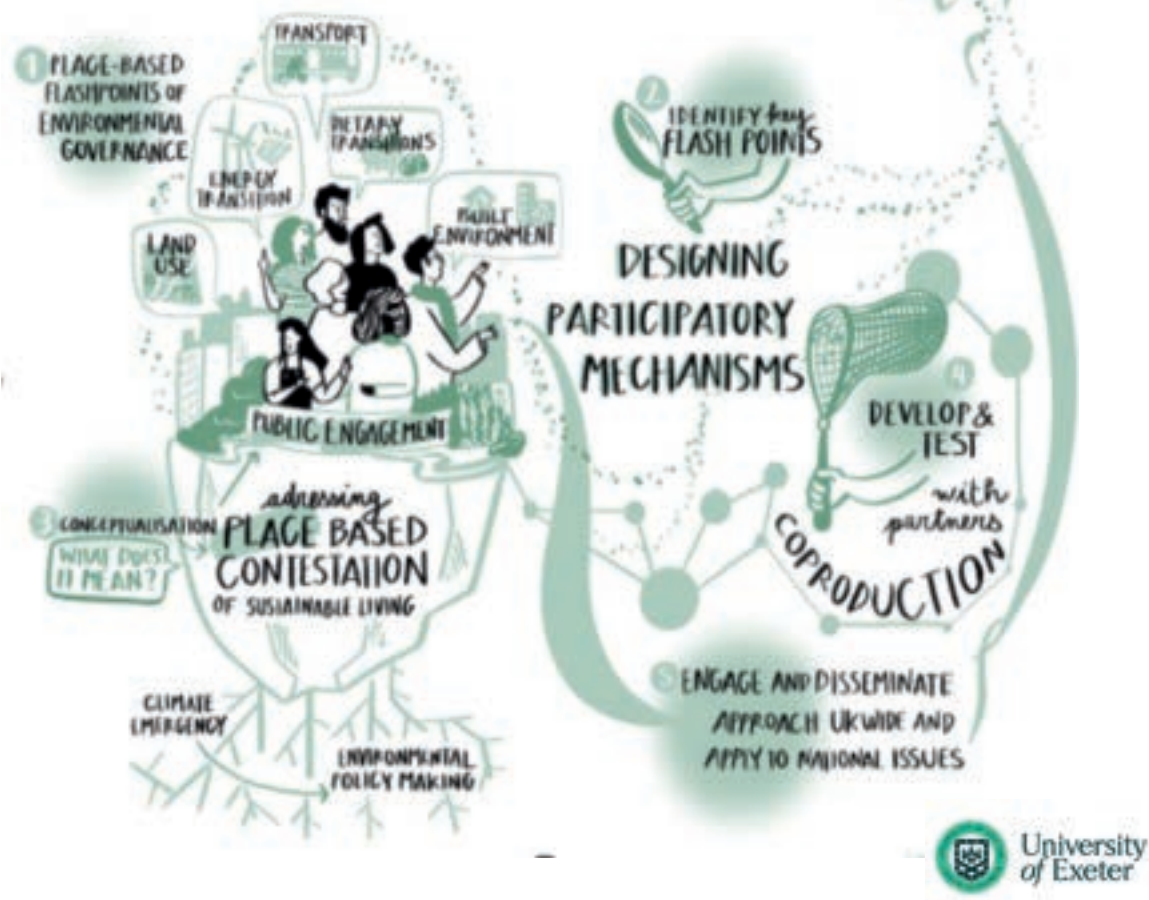 1 PLACE-BASED
FLASHPOINTS OF
ENVIRONMENTAL
GOVERNANCE
TRANSPORT
DIETARY
TRANSITIONS
ENERGY
TRANSITION
BUILT
ENVIRONMENT
LAND
USE
PUBLIC ENGAGEMENT
2
IDENTIFY key
FLASH POINTS
DESIGNING
PARTICIPATORY
MECHANISMS
3 CONCEPTUALISATION
WHAT DOES
IT MEAN?
adressing
PLACE BASED
CONTESTATION
OF SUSTAINABLE LIVING
4
DEVELOP &
TEST
with
partners
COPRODUCTION
CLIMATE
EMERGENCY
ENVIRONMENTAL
POLICY MAKING
5 ENGAGE AND DISSEMINATE
APPROACH UK WIDE AND
APPLY TO NATIONAL ISSUES
University
of Exeter